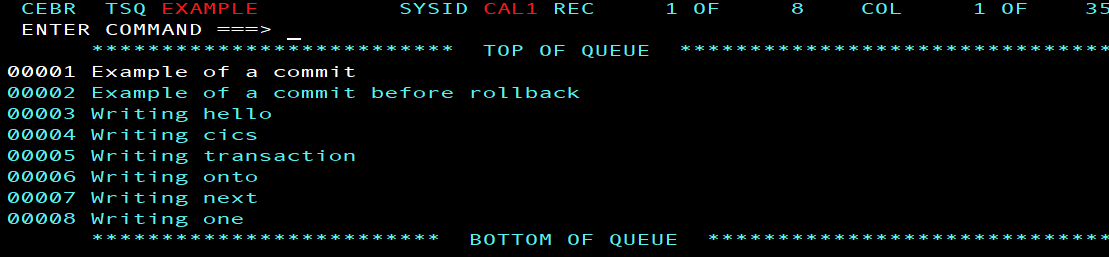 CEBR TSQ EXAMPLE SYSID CAL1 REC 1 OF 8 COL 1 OF 35
ENTER COMMAND ===> _
************************** TOP OF QUEUE *******************************
00001 Example of a commit
00002 Example of a commit before rollback
00003 Writing hello
00004 Writing cics
00005 Writing transaction
00006 Writing onto
00007 Writing next
00008 Writing one
************************* BOTTOM OF QUEUE *****************************